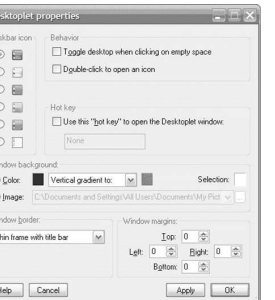 esktoplet properties
skbar icon
Behavior
Toggle desktop when clicking on empty space
Double-click to open an icon
Hot key
Use this "hot key" to open the Desktoplet window:
None
ndow background:
Color:
Vertical gradient to:
Selection:
Image:
C:\Documents and Settings\All Users\Documents\My Pict
...
ndow border:
hin frame with title bar
Window margins:
Top: 0
Left: 0
Right: 0
Bottom: 0
Help
Cancel
Apply
OK